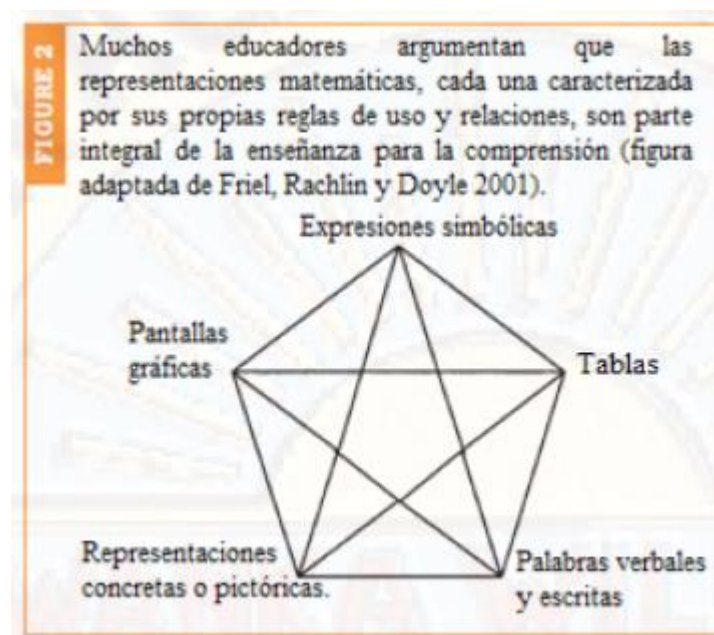 FIGURE 2
Muchos educadores argumentan que las
representaciones matemáticas, cada una caracterizada
por sus propias reglas de uso y relaciones, son parte
integral de la enseñanza para la comprensión (figura
adaptada de Friel, Rachlin y Doyle 2001).
Expresiones simbólicas
Pantallas
gráficas
Tablas
Representaciones
concretas o pictóricas.
Palabras verbales
y escritas